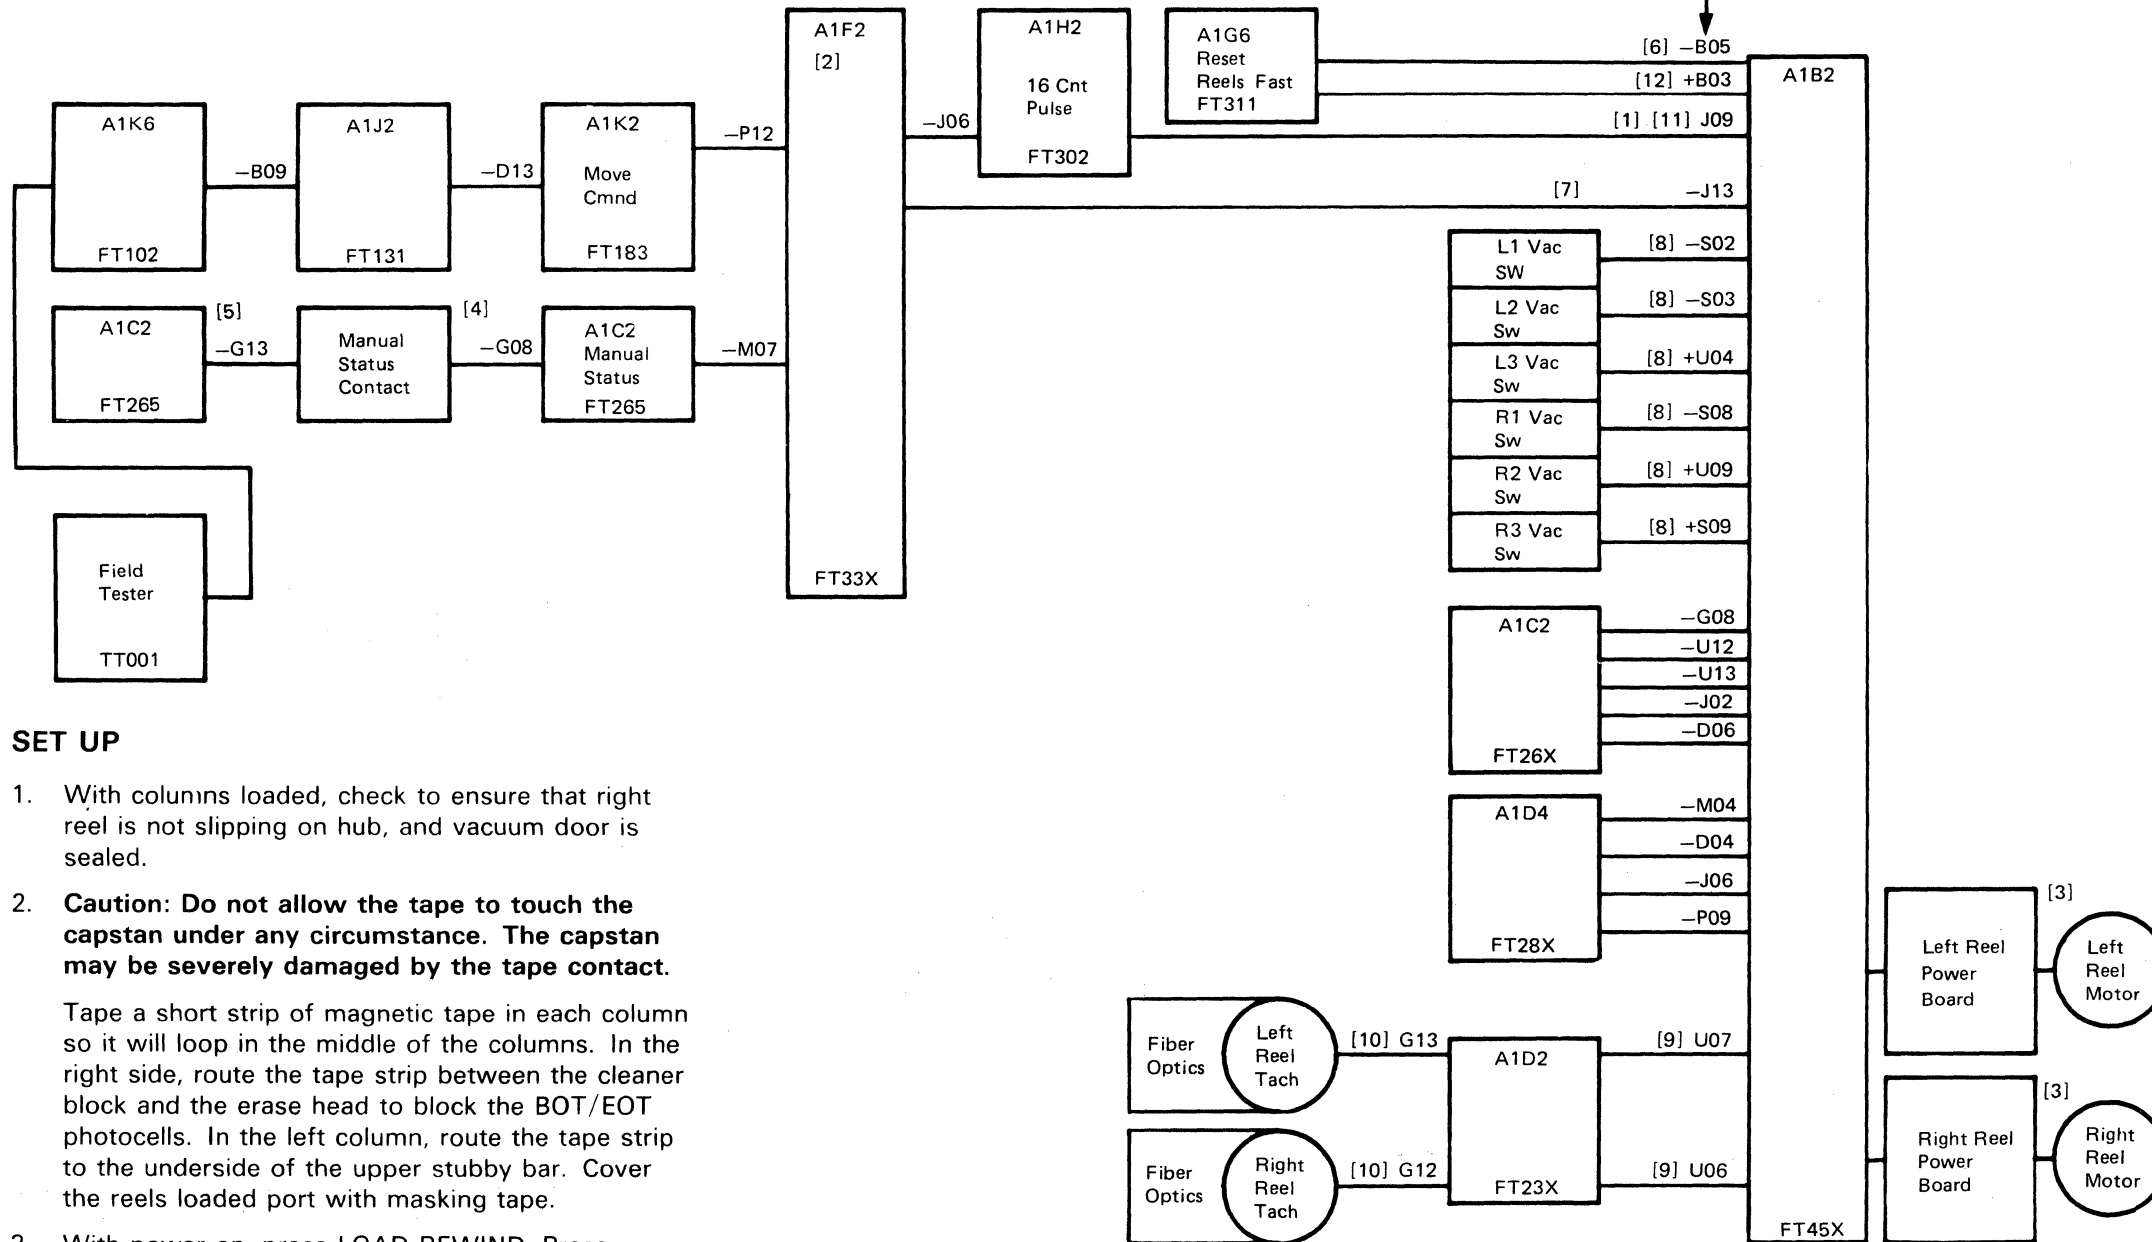 A1F2
[2]
FT33X
A1H2
16 Cnt
Pulse
FT302
A1G6
Reset
Reels Fast
FT311
[6] –B05
[12] +B03
[1] [11] J09
[7] –J13
A1B2
FT45X
A1K6
FT102
–B09
A1J2
FT131
–D13
A1K2
Move
Cmnd
FT183
–P12
–J06
A1C2
FT265
[5]
–G13
Manual
Status
Contact
[4]
–G08
A1C2
Manual
Status
FT265
–M07
Field
Tester
TT001
L1 Vac
SW
[8] –S02
L2 Vac
Sw
[8] –S03
L3 Vac
Sw
[8] +U04
R1 Vac
Sw
[8] –S08
R2 Vac
Sw
[8] +U09
R3 Vac
Sw
[8] +S09
A1C2
FT26X
–G08
–U12
–U13
–J02
–D06
A1D4
FT28X
–M04
–D04
–J06
–P09
Fiber
Optics
Left
Reel
Tach
[10] G13
Fiber
Optics
Right
Reel
Tach
[10] G12
A1D2
FT23X
[9] U07
[9] U06
Left Reel
Power
Board
[3]
Left
Reel
Motor
Right Reel
Power
Board
[3]
Right
Reel
Motor
SET UP
1. With columns loaded, check to ensure that right
reel is not slipping on hub, and vacuum door is
sealed.
2. Caution: Do not allow the tape to touch the
capstan under any circumstance. The capstan
may be severely damaged by the tape contact.
Tape a short strip of magnetic tape in each column
so it will loop in the middle of the columns. In the
right side, route the tape strip between the cleaner
block and the erase head to block the BOT/EOT
photocells. In the left column, route the tape strip
to the underside of the upper stubby bar. Cover
the reels loaded port with masking tape.
3. With power on, press LOAD REWIND. Press